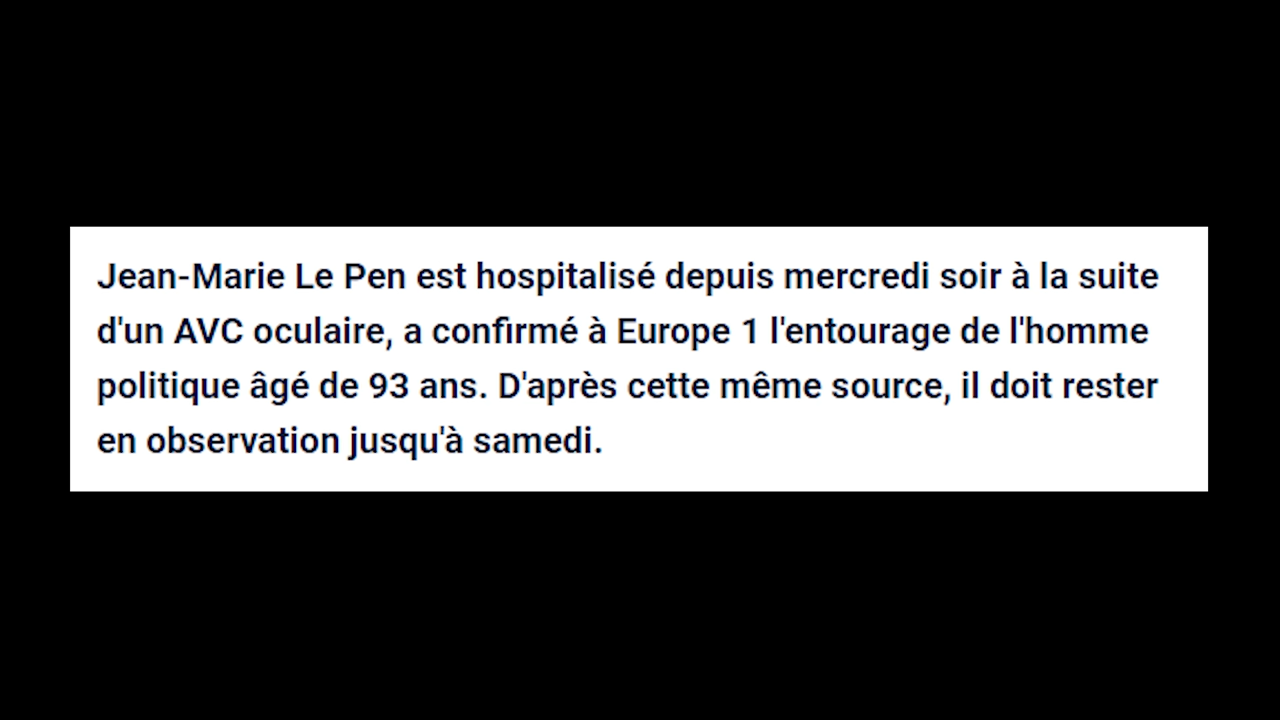 Jean-Marie Le Pen est hospitalisé depuis mercredi soir à la suite
d'un AVC oculaire, a confirmé à Europe 1 l'entourage de l'homme
politique âgé de 93 ans. D'après cette même source, il doit rester
en observation jusqu'à samedi.